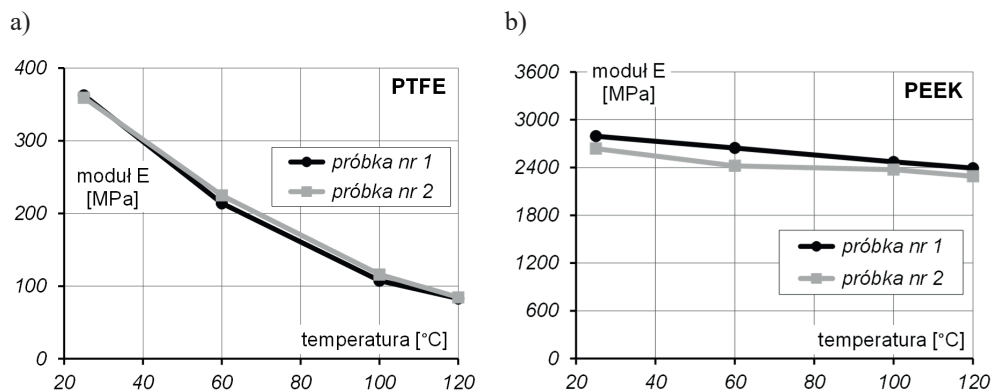 a)
400
300
200
100
0
PTFE
moduł E
[MPa]
próbka nr 1
próbka nr 2
temperatura [°C]
20 40 60 80 100 120
b)
3600
3000
2400
1800
1200
600
0
moduł E
[MPa]
PEEK
próbka nr 1
próbka nr 2
temperatura [°C]
20 40 60 80 100 120